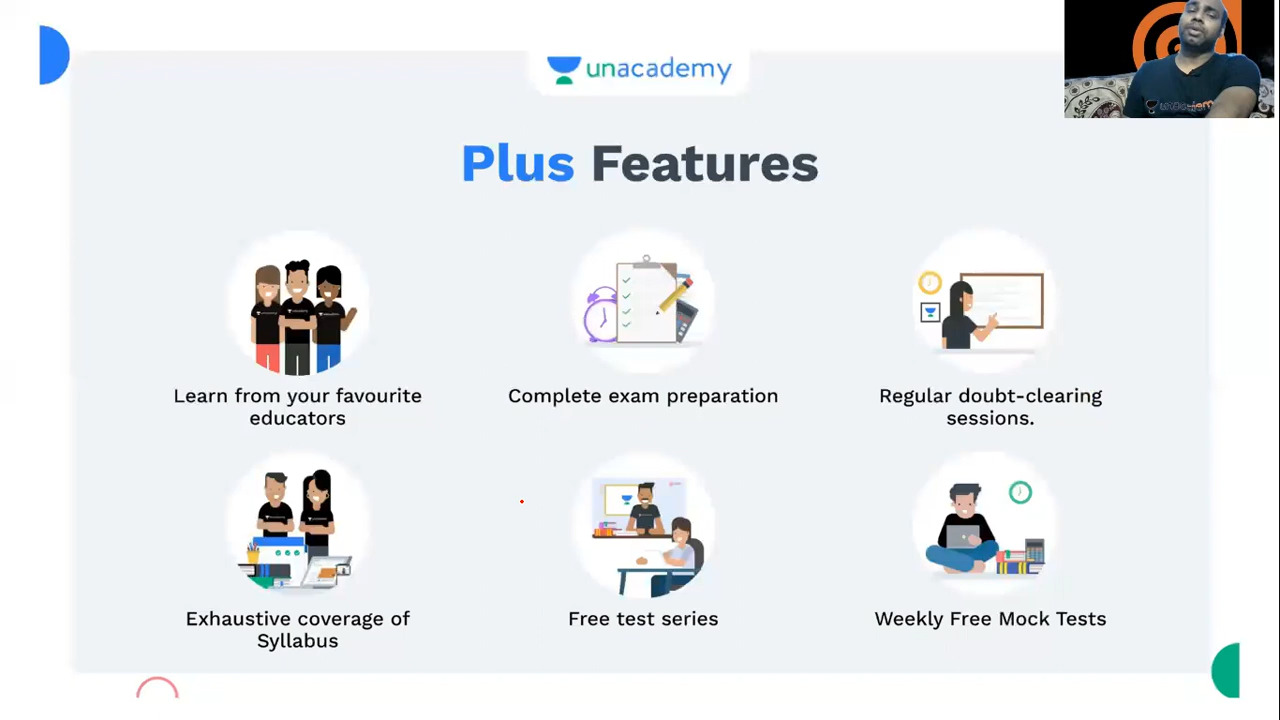 unacademy
Plus Features
Learn from your favourite
educators
Complete exam preparation
Regular doubt-clearing
sessions.
Exhaustive coverage of
Syllabus
Free test series
Weekly Free Mock Tests